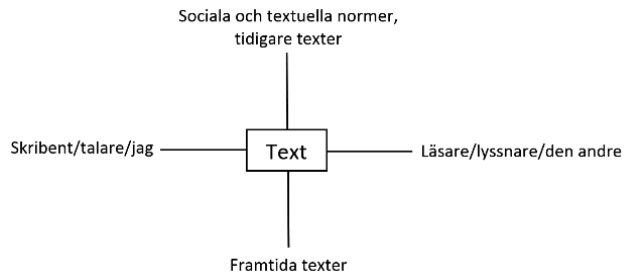 Sociala och textuella normer,
tidigare texter
Skribent/talare/jag
Text
Läsare/lyssnare/den andre
Framtida texter